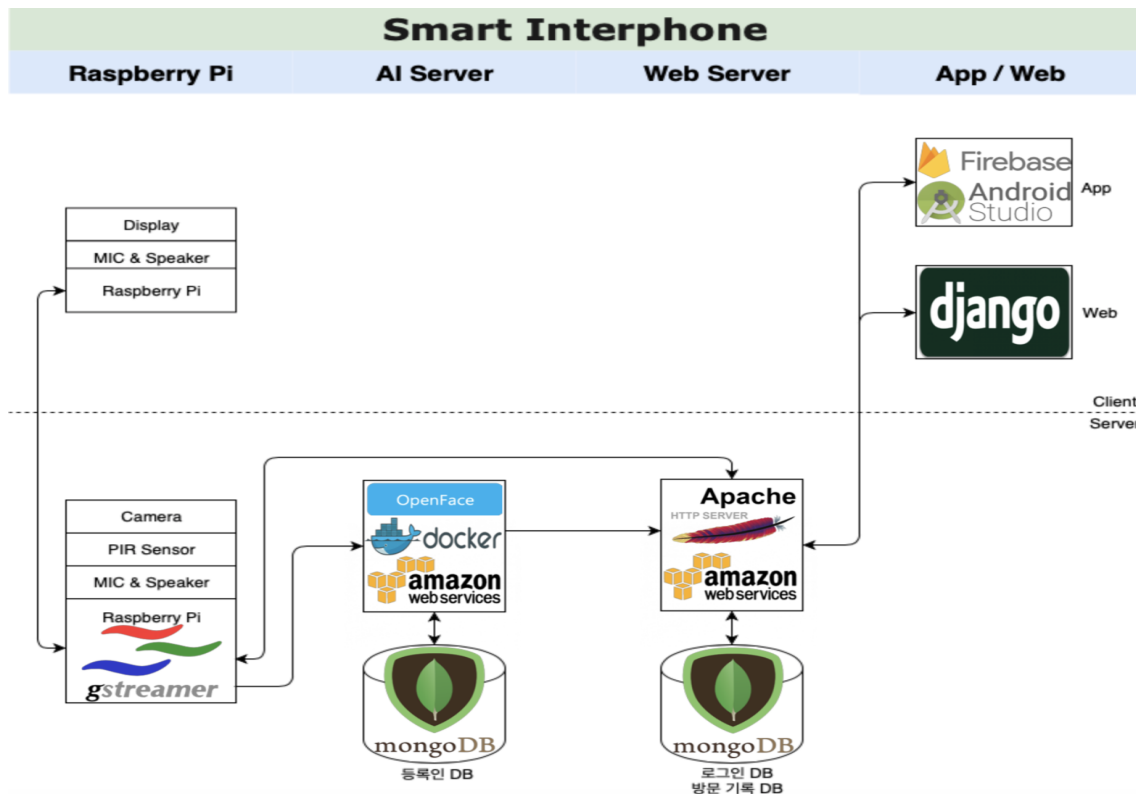 Smart Interphone
Raspberry Pi
AI Server
Web Server
App / Web
Firebase
Android
Studio
App
Display
MIC & Speaker
Raspberry Pi
django
Web
Client
Server
Camera
PIR Sensor
MIC & Speaker
Raspberry Pi
gstreamer
OpenFace
docker
amazon
web services
mongoDB
등록인 DB
Apache
HTTP SERVER
amazon
web services
mongoDB
로그인 DB
방문 기록 DB